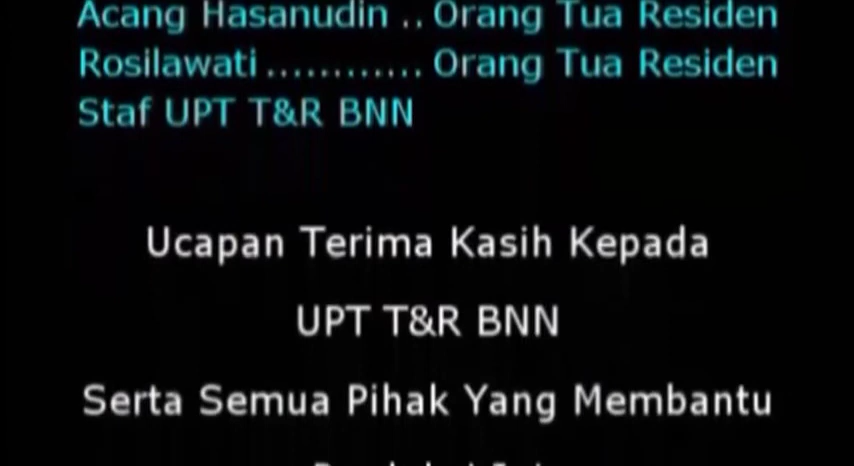 Acang Hasanudin .. Orang Tua Residen
Rosilawati ............ Orang Tua Residen
Staf UPT T&R BNN
Ucapan Terima Kasih Kepada
UPT T&R BNN
Serta Semua Pihak Yang Membantu